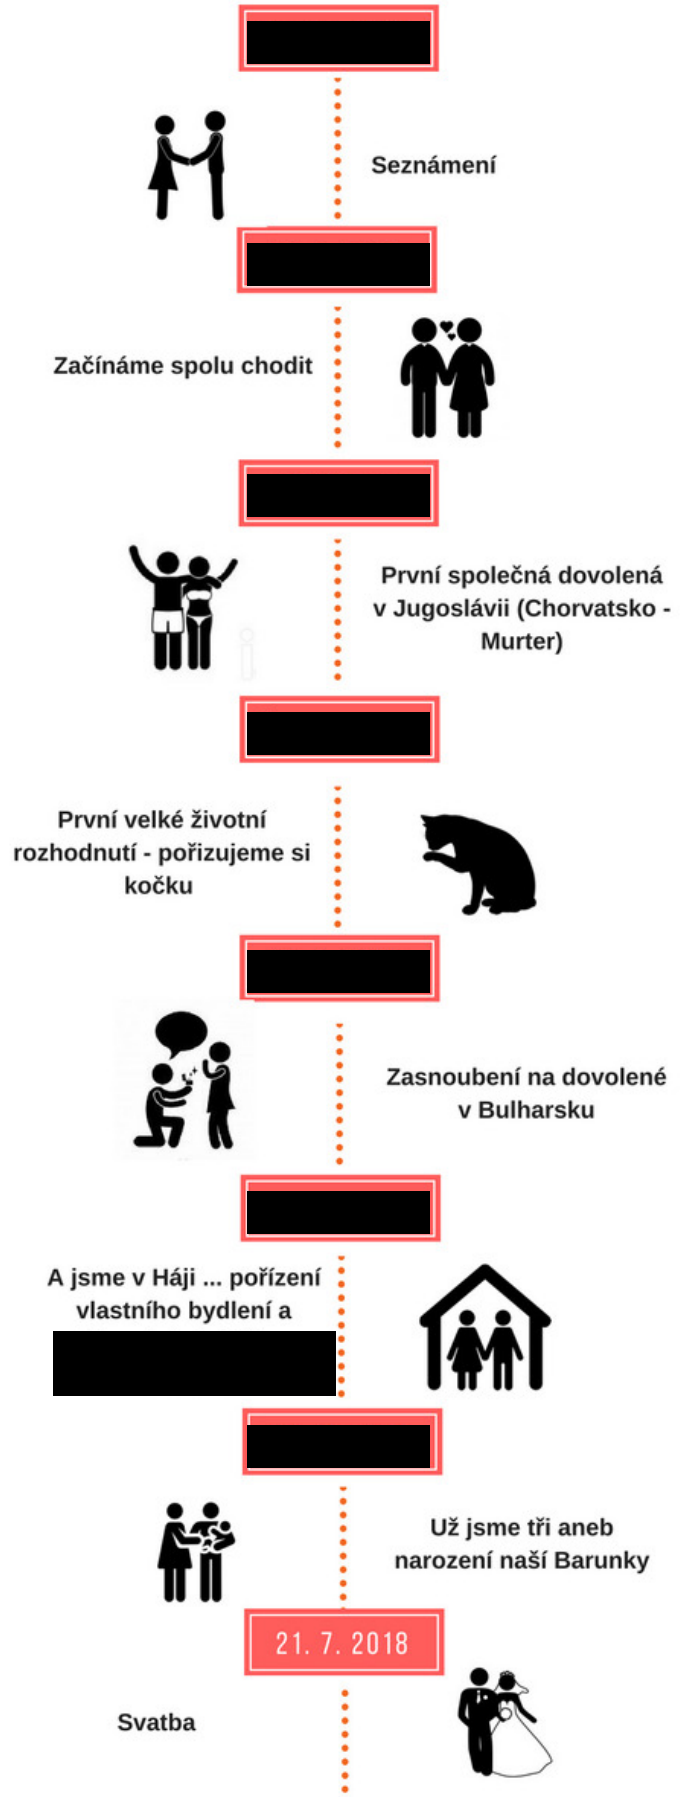 Seznámení
Začínáme spolu chodit
První společná dovolená
v Jugoslávii (Chorvatsko -
Murter)
První velké životní
rozhodnutí - pořizujeme si
kočku
Zasnoubení na dovolené
v Bulharsku
A jsme v Háji ... pořízení
vlastního bydlení a
Už jsme tři aneb
narození naší Barunky
21. 7. 2018
Svatba